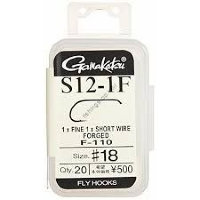 Gamakatsu
S12-1F
1x FINE 1x SHORT WIRE
FORGED
F-110
Size: #18
Qty. 20 ¥500
FLY HOOKS